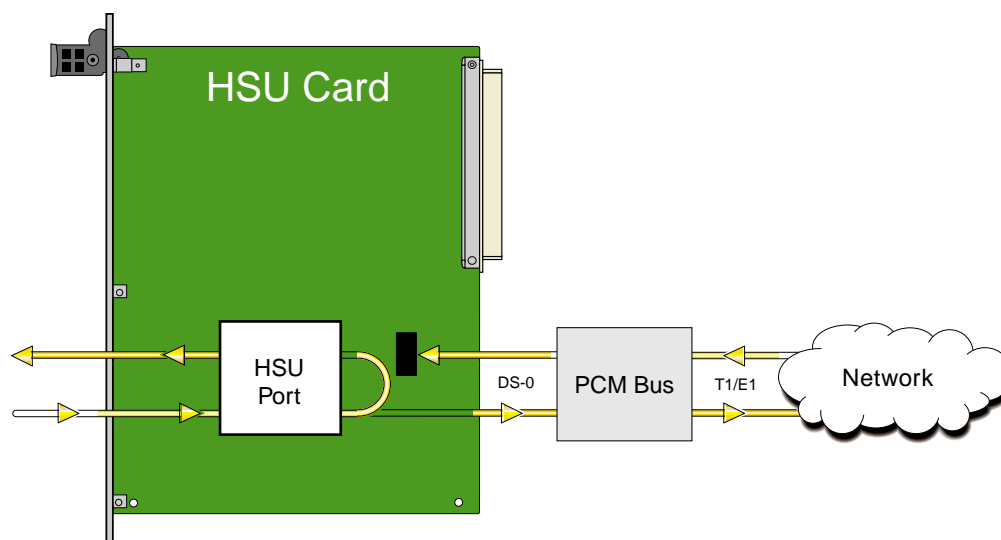 HSU Card
HSU
Port
DS-0
PCM Bus
T1/E1
Network